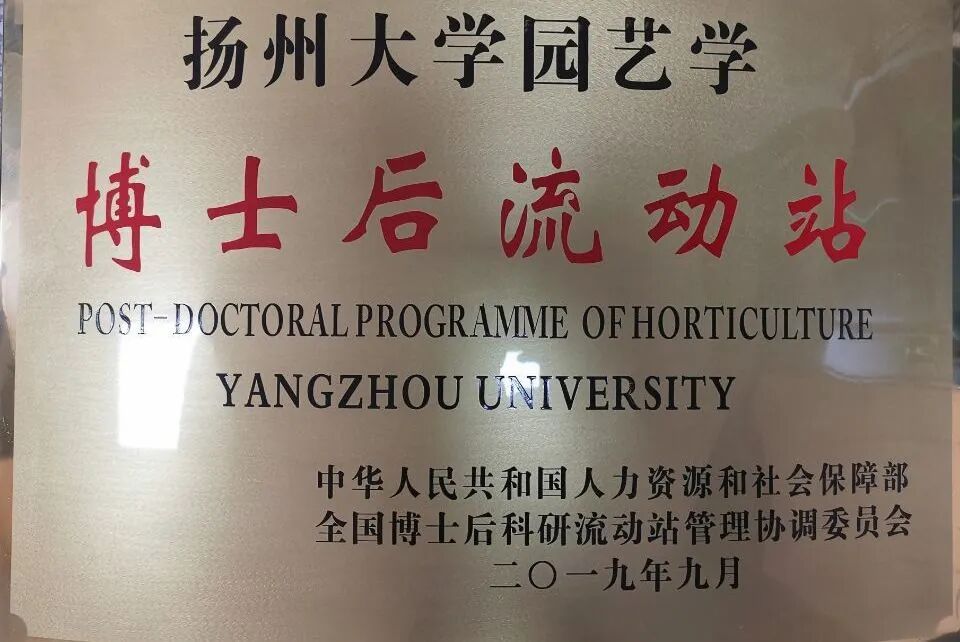 扬州大学园艺学
博士后流动站
POST-DOCTORAL PROGRAMME OF HORTICULTURE
YANGZHOU UNIVERSITY
中华人民共和国人力资源和社会保障部
全国博士后科研流动站管理协调委员会
二〇一九年九月